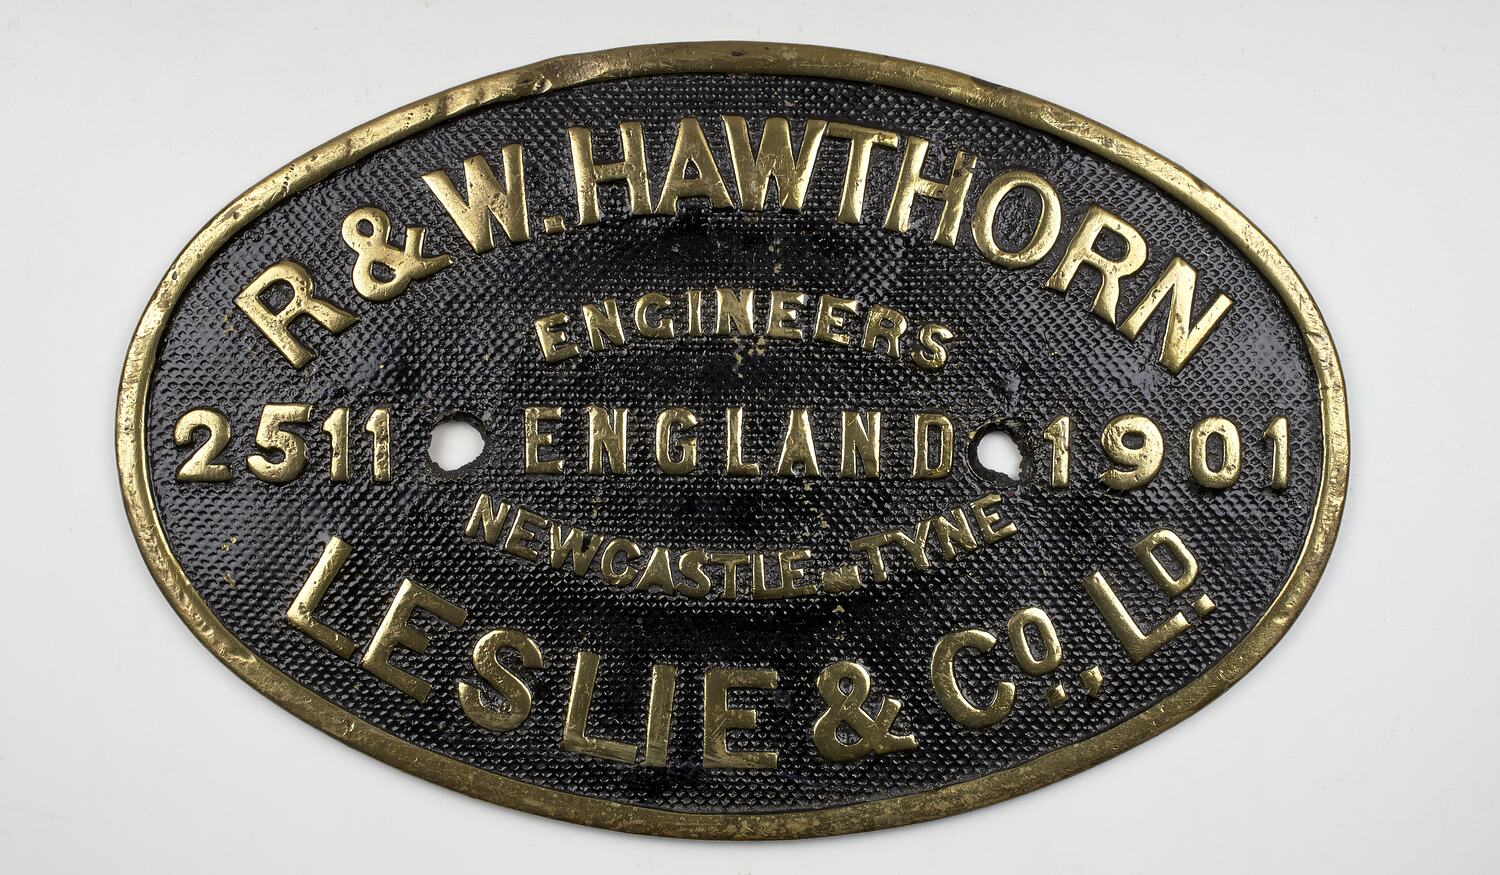 R & W. HAWTHORN
ENGINEERS
2511 ENGLAND 1901
NEWCASTLE ON TYNE
LESLIE & Co., LD.